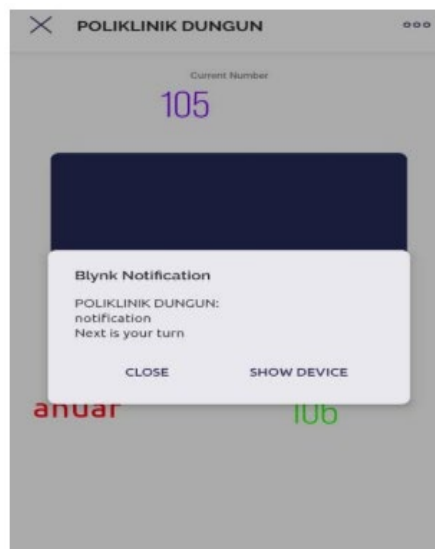 POLIKLINIK DUNGUN
Current Number
105
Blynk Notification
POLIKLINIK DUNGUN:
notification
Next is your turn
CLOSE SHOW DEVICE
anuar 106